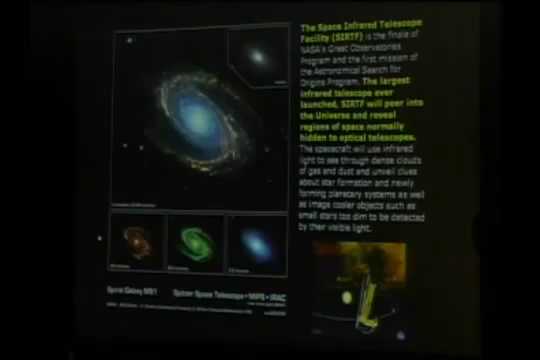 The Space Infrared Telescope
Facility (SIRTF) is the finale of
NASA's Great Observatories
Program and the first mission of
the Astronomical Search for
Origins Program. The largest
infrared telescope ever
launched, SIRTF will peer into
the Universe and reveal
regions of space normally
hidden to optical telescopes.
The spacecraft will use infrared
light to see through dense clouds
of gas and dust and unveil clues
about star formation and newly
forming planetary systems as well
as image cooler objects such as
small stars too dim to be detected
by their visible light.
Spiral Galaxy M81
Spitzer Space Telescope • MIPS • IRAC